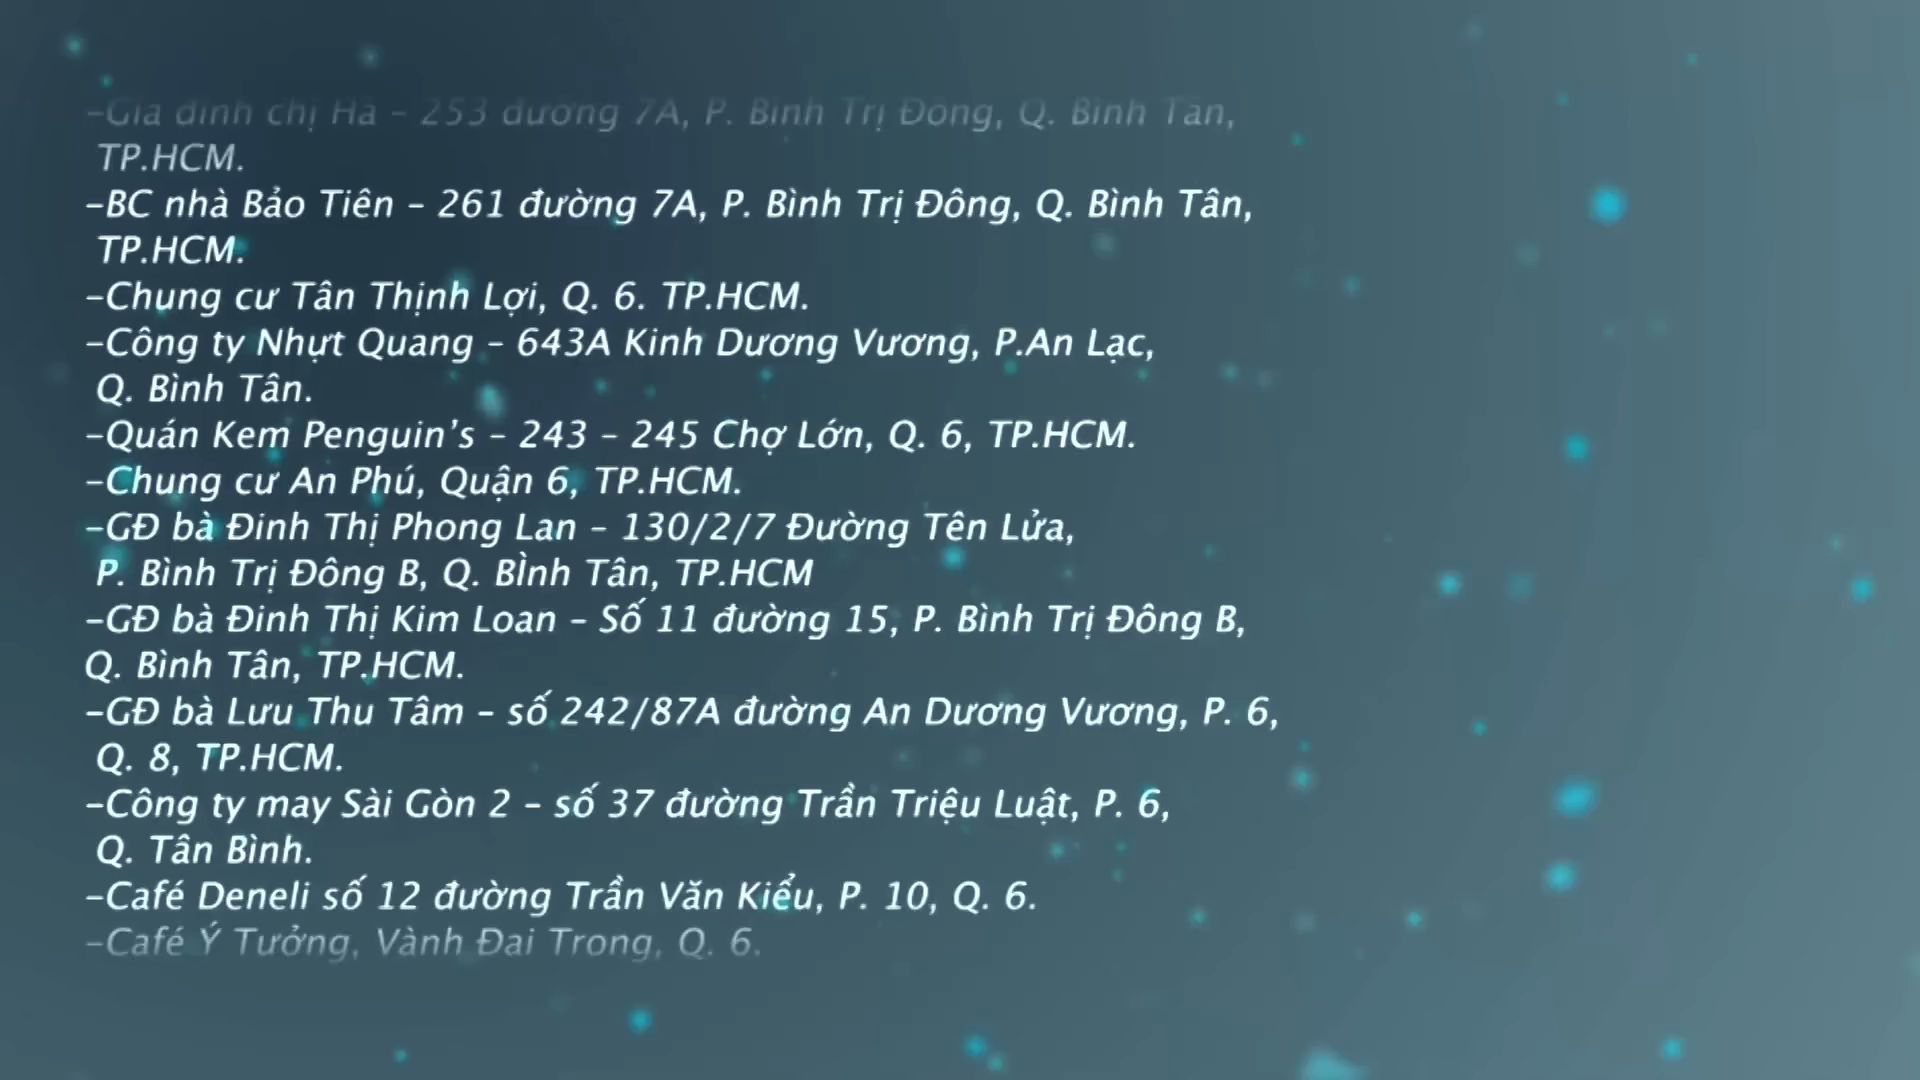 -Gia đình chị Hà - 253 đường 7A, P. Bình Trị Đông, Q. Bình Tân,
TP.HCM.
-BC nhà Bảo Tiên - 261 đường 7A, P. Bình Trị Đông, Q. Bình Tân,
TP.HCM.
-Chung cư Tân Thịnh Lợi, Q. 6. TP.HCM.
-Công ty Nhựt Quang - 643A Kinh Dương Vương, P.An Lạc,
Q. Bình Tân.
-Quán Kem Penguin's - 243 - 245 Chợ Lớn, Q. 6, TP.HCM.
-Chung cư An Phú, Quận 6, TP.HCM.
-GĐ bà Đinh Thị Phong Lan - 130/2/7 Đường Tên Lửa,
P. Bình Trị Đông B, Q. BÌnh Tân, TP.HCM
-GĐ bà Đinh Thị Kim Loan - Số 11 đường 15, P. Bình Trị Đông B,
Q. Bình Tân, TP.HCM.
-GĐ bà Lưu Thu Tâm - số 242/87A đường An Dương Vương, P. 6,
Q. 8, TP.HCM.
-Công ty may Sài Gòn 2 - số 37 đường Trần Triệu Luật, P. 6,
Q. Tân Bình.
-Café Deneli số 12 đường Trần Văn Kiểu, P. 10, Q. 6.
-Café Ý Tưởng, Vành Đai Trong, Q. 6.